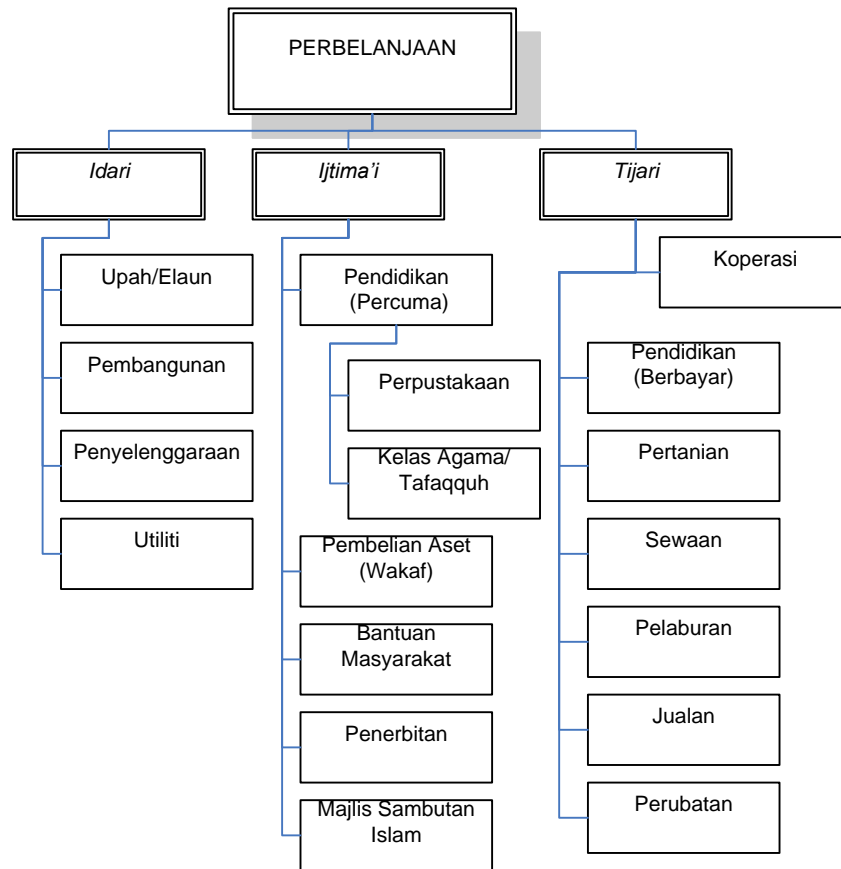 PERBELANJAAN
Idari
Upah/Elaun
Pembangunan
Penyelenggaraan
Utiliti
Ijtima'i
Pendidikan
(Percuma)
Perpustakaan
Kelas Agama/
Tafaqquh
Pembelian Aset
(Wakaf)
Bantuan
Masyarakat
Penerbitan
Majlis Sambutan
Islam
Tijari
Koperasi
Pendidikan
(Berbayar)
Pertanian
Sewaan
Pelaburan
Jualan
Perubatan